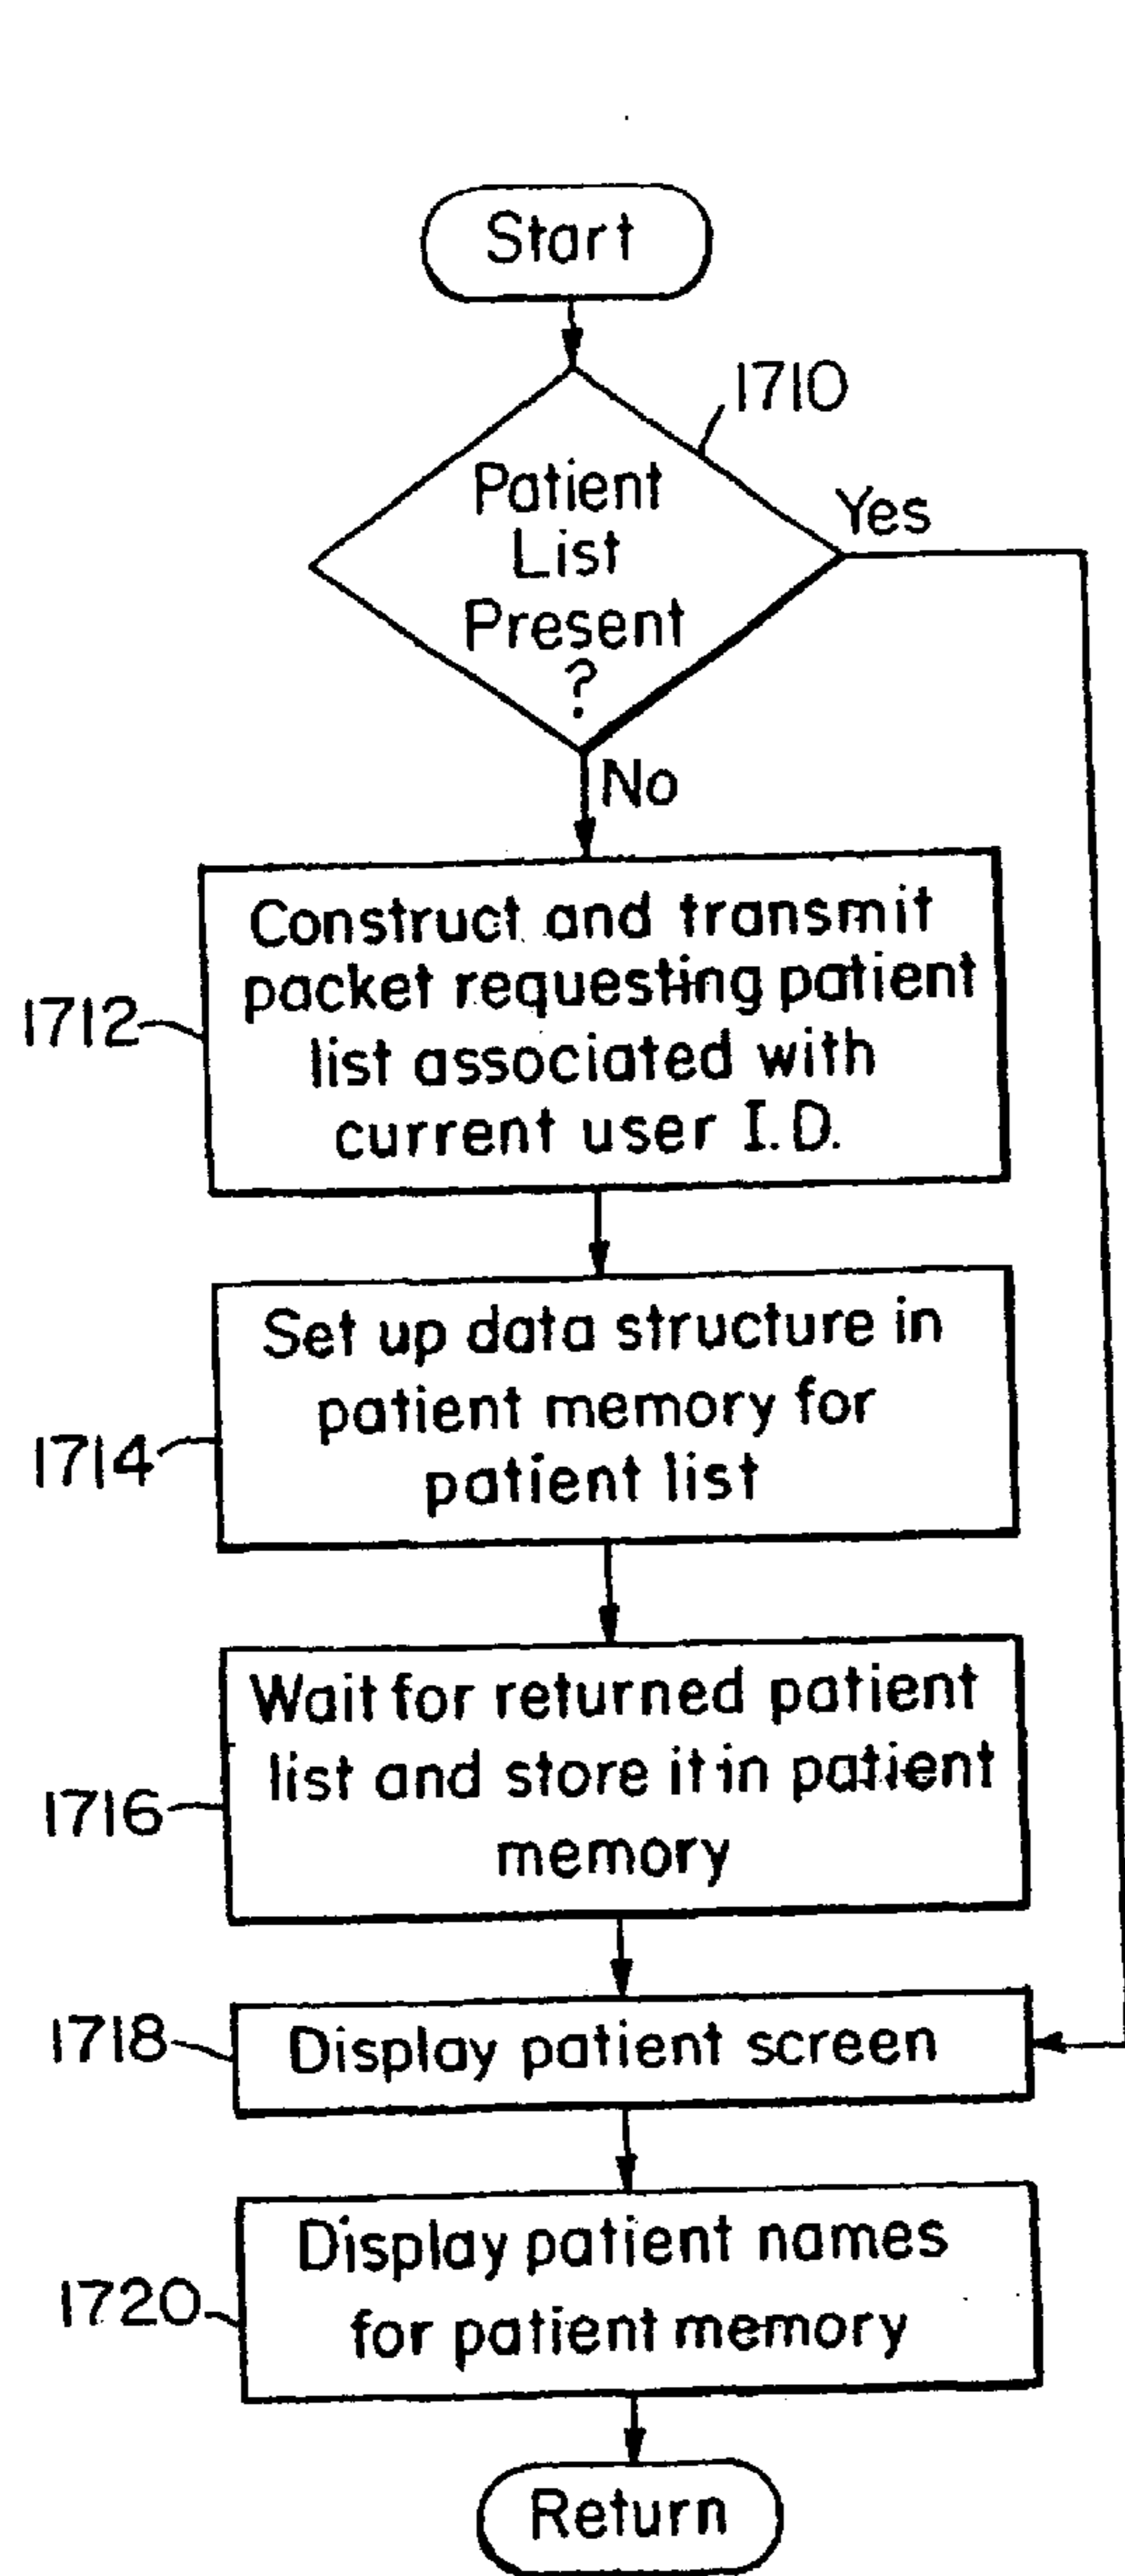 Start
1710
Patient
List
Present
?
Yes
No
Construct and transmit
packet requesting patient
list associated with
current user I.D.
1712
Set up data structure in
patient memory for
patient list
1714
Wait for returned patient
list and store it in patient
memory
1716
1718
Display patient screen
Display patient names
for patient memory
1720
Return